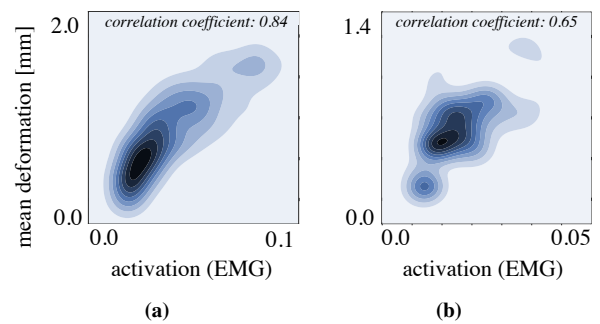 correlation coefficient: 0.84
2.0
mean deformation [mm]
0.0
0.0
0.1
activation (EMG)
(a)
correlation coefficient: 0.65
1.4
0.0
0.0
0.05
activation (EMG)
(b)